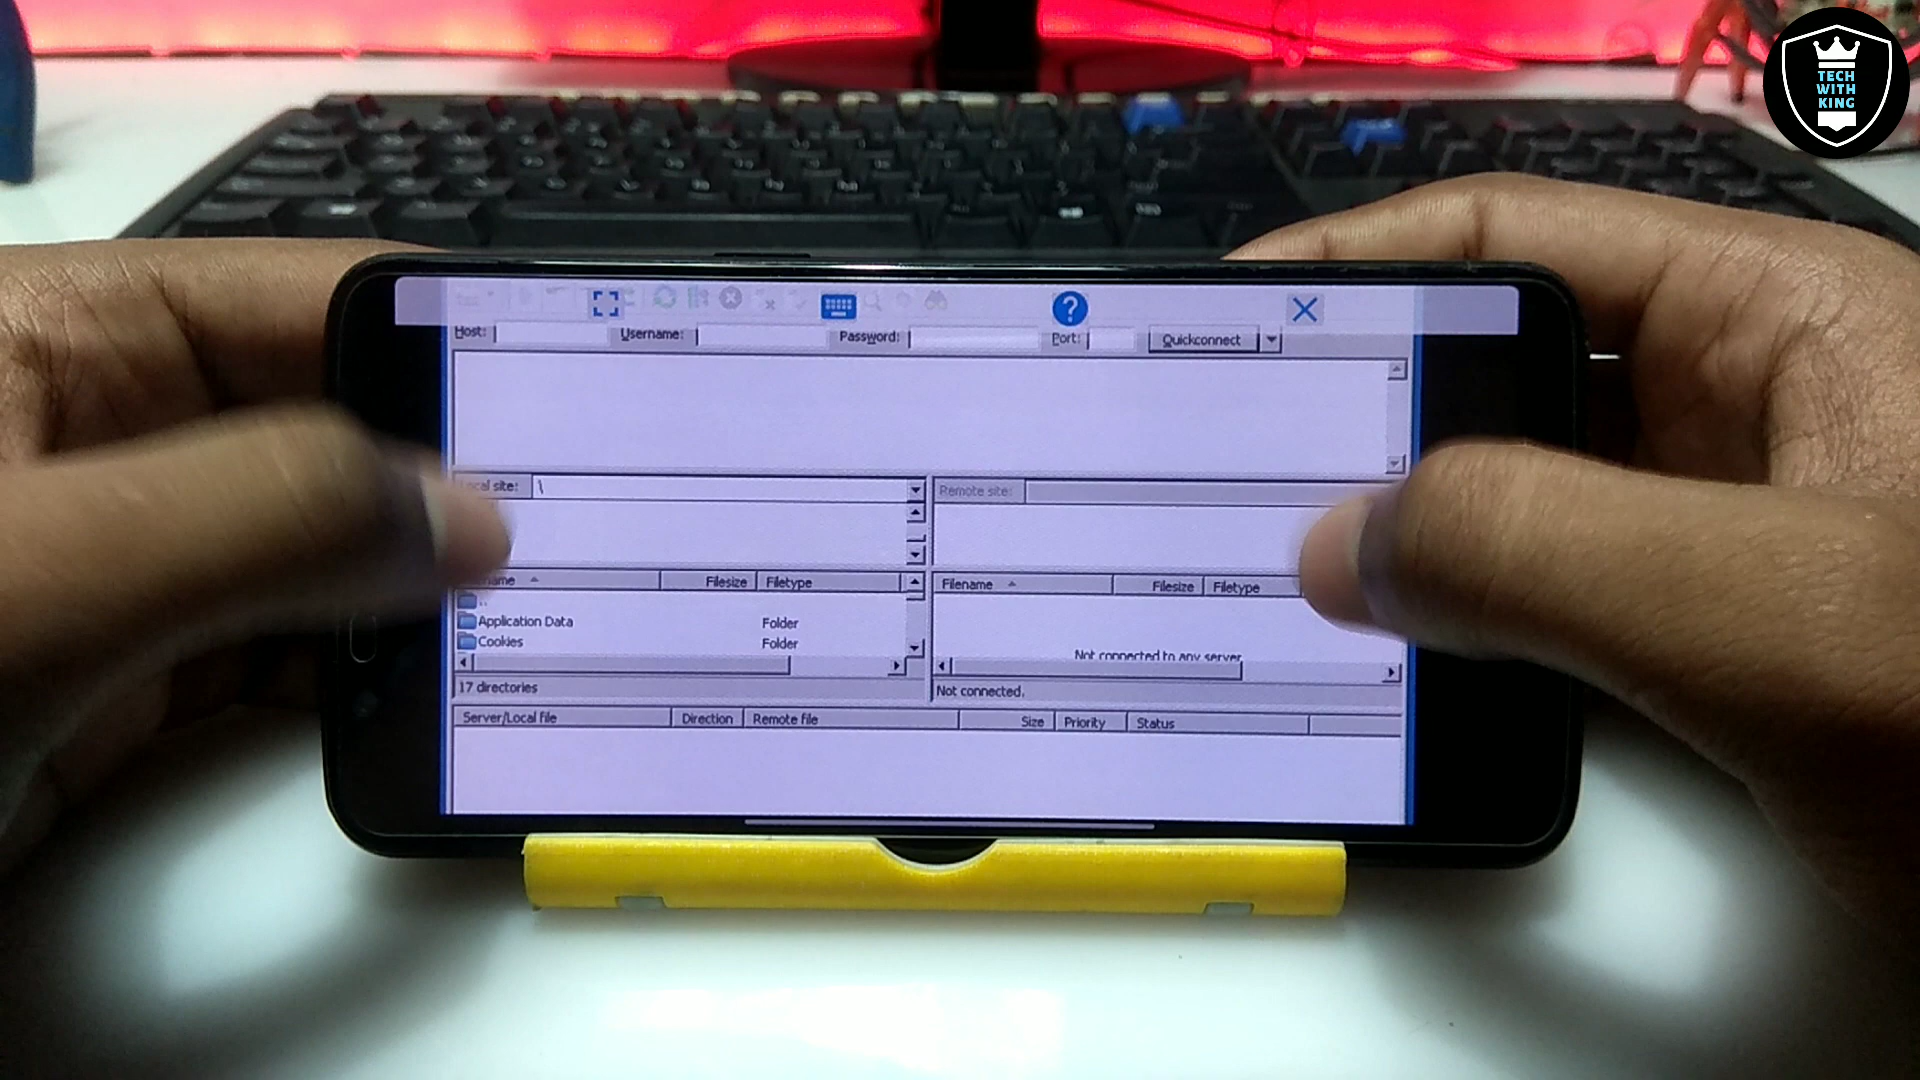 TECH
WITH
KING
?
Host: Username: Password: Port: Quickconnect
Local site: \
Remote site:
Filesize Filetype
Filename Filesize Filetype
..
Application Data Folder
Cookies Folder
Not connected to any server
17 directories
Not connected.
Server/Local file Direction Remote file Size Priority Status